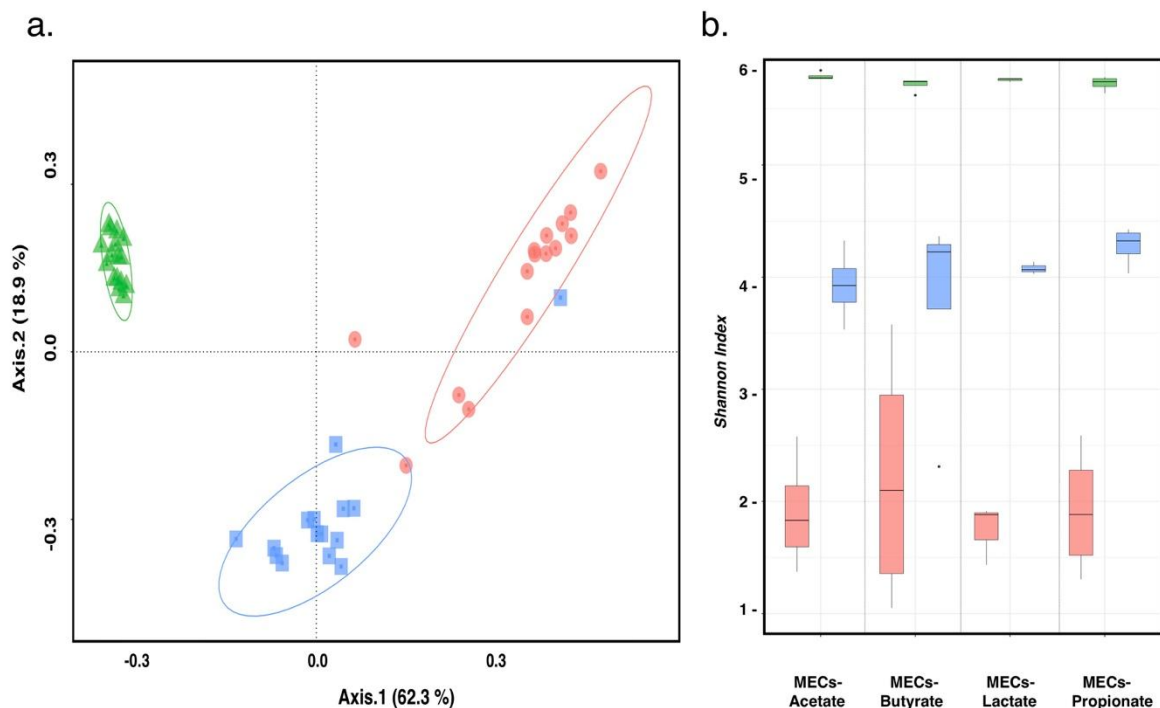 a.
Axis.2 (18.9 %)
0.3
0.0
-0.3
-0.3
0.0
0.3
Axis.1 (62.3 %)
b.
Shannon Index
6 -
5 -
4 -
3 -
2 -
1 -
MECs-
Acetate
MECs-
Butyrate
MECs-
Lactate
MECs-
Propionate